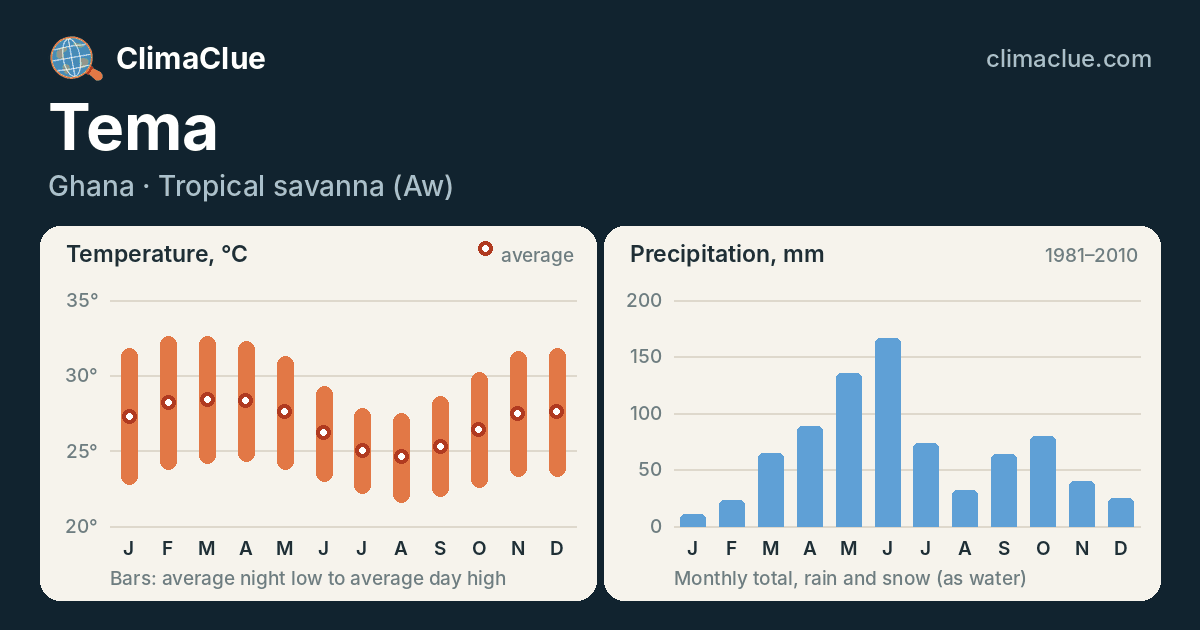 ClimaClue
climaclue.com
Tema
Ghana · Tropical savanna (Aw)
Temperature, °C
average
35°
30°
25°
20°
J F M A M J J A S O N D
Bars: average night low to average day high
Precipitation, mm
1981–2010
200
150
100
50
0
J F M A M J J A S O N D
Monthly total, rain and snow (as water)